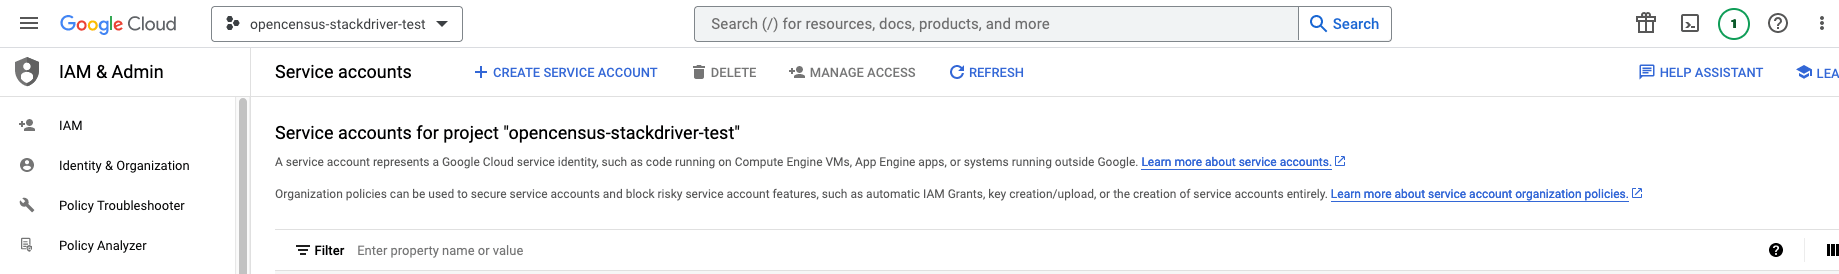 Google Cloud
opencensus-stackdriver-test
Search (/) for resources, docs, products, and more
Search
1
IAM & Admin
Service accounts
CREATE SERVICE ACCOUNT
DELETE
MANAGE ACCESS
REFRESH
HELP ASSISTANT
LEA
IAM
Identity & Organization
Policy Troubleshooter
Policy Analyzer
Service accounts for project "opencensus-stackdriver-test"
A service account represents a Google Cloud service identity, such as code running on Compute Engine VMs, App Engine apps, or systems running outside Google. Learn more about service accounts.
Organization policies can be used to secure service accounts and block risky service account features, such as automatic IAM Grants, key creation/upload, or the creation of service accounts entirely. Learn more about service account organization policies.
Filter
Enter property name or value